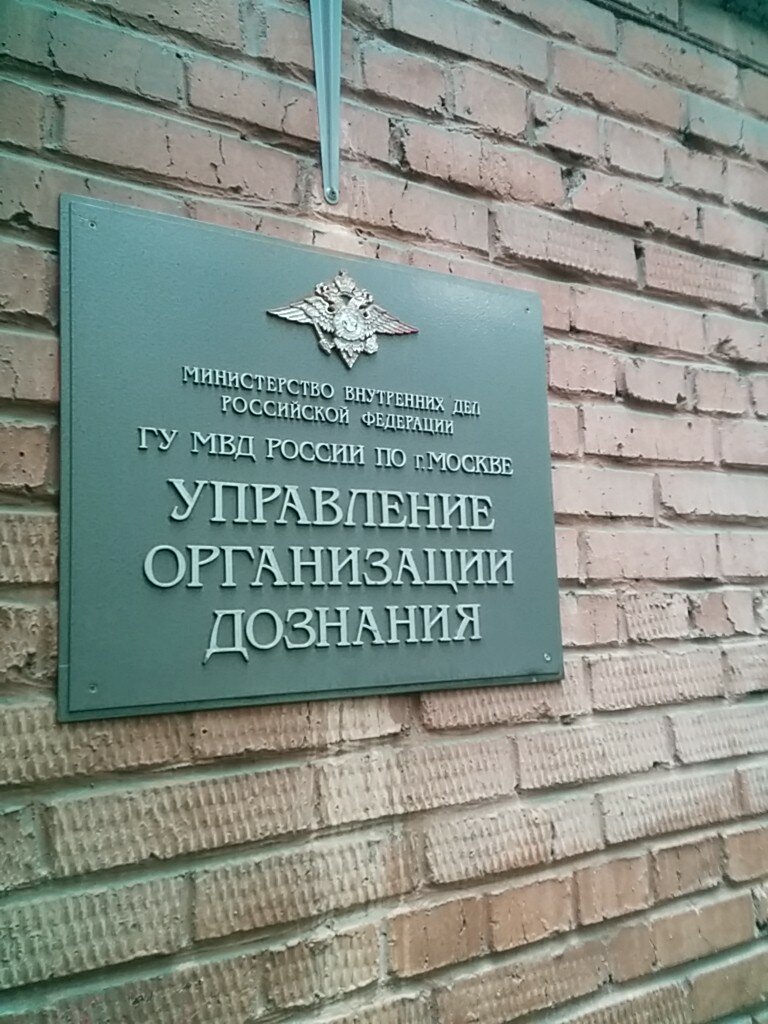 МИНИСТЕРСТВО ВНУТРЕННИХ ДЕЛ
РОССИЙСКОЙ ФЕДЕРАЦИИ
ГУ МВД РОССИИ ПО г.МОСКВЕ
УПРАВЛЕНИЕ
ОРГАНИЗАЦИИ
ДОЗНАНИЯ